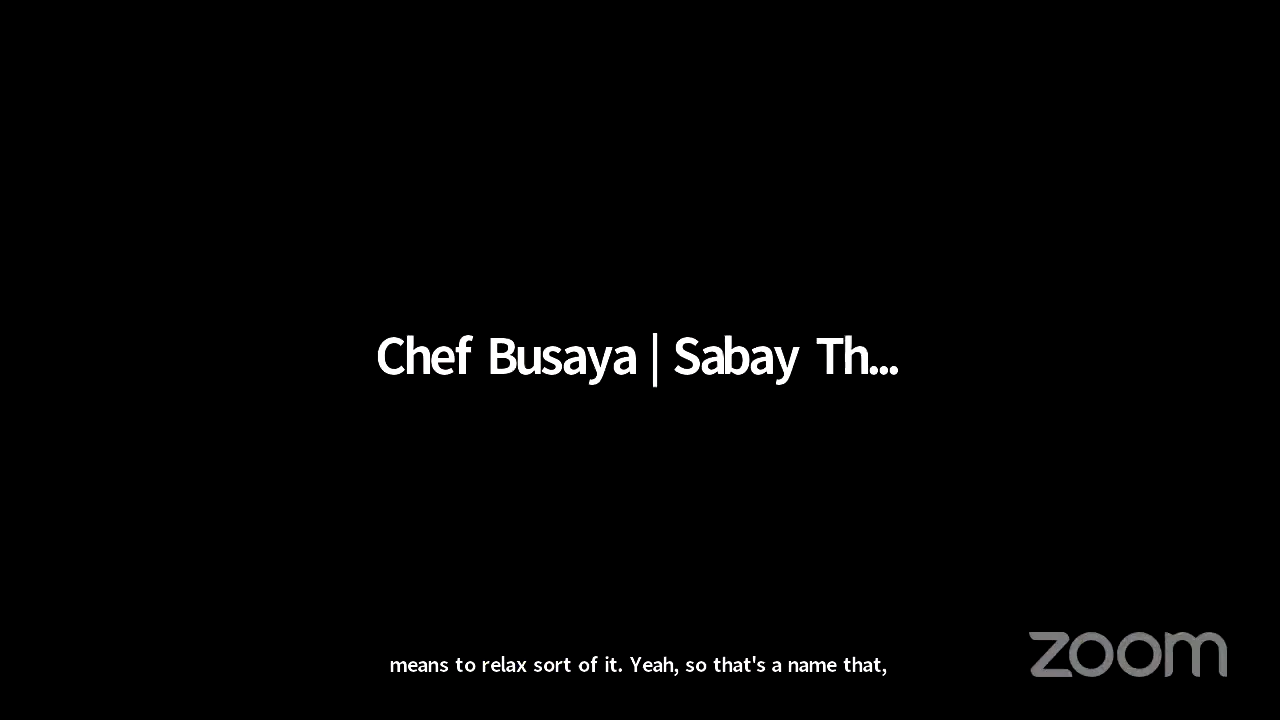 Chef Busaya | Sabay Th...
means to relax sort of it. Yeah, so that's a name that,
zoom